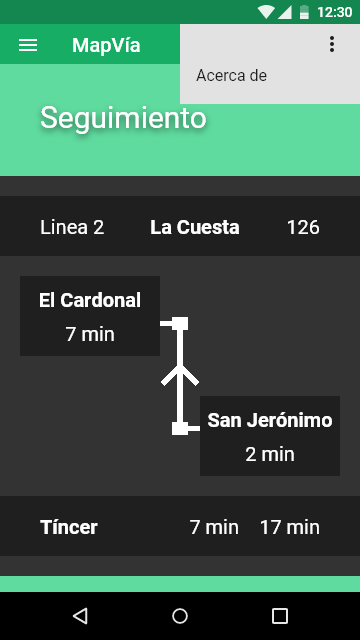 12:30
MapVía
Acerca de
Seguimiento
Linea 2 La Cuesta 126
El Cardonal
7 min
San Jerónimo
2 min
Tíncer 7 min 17 min